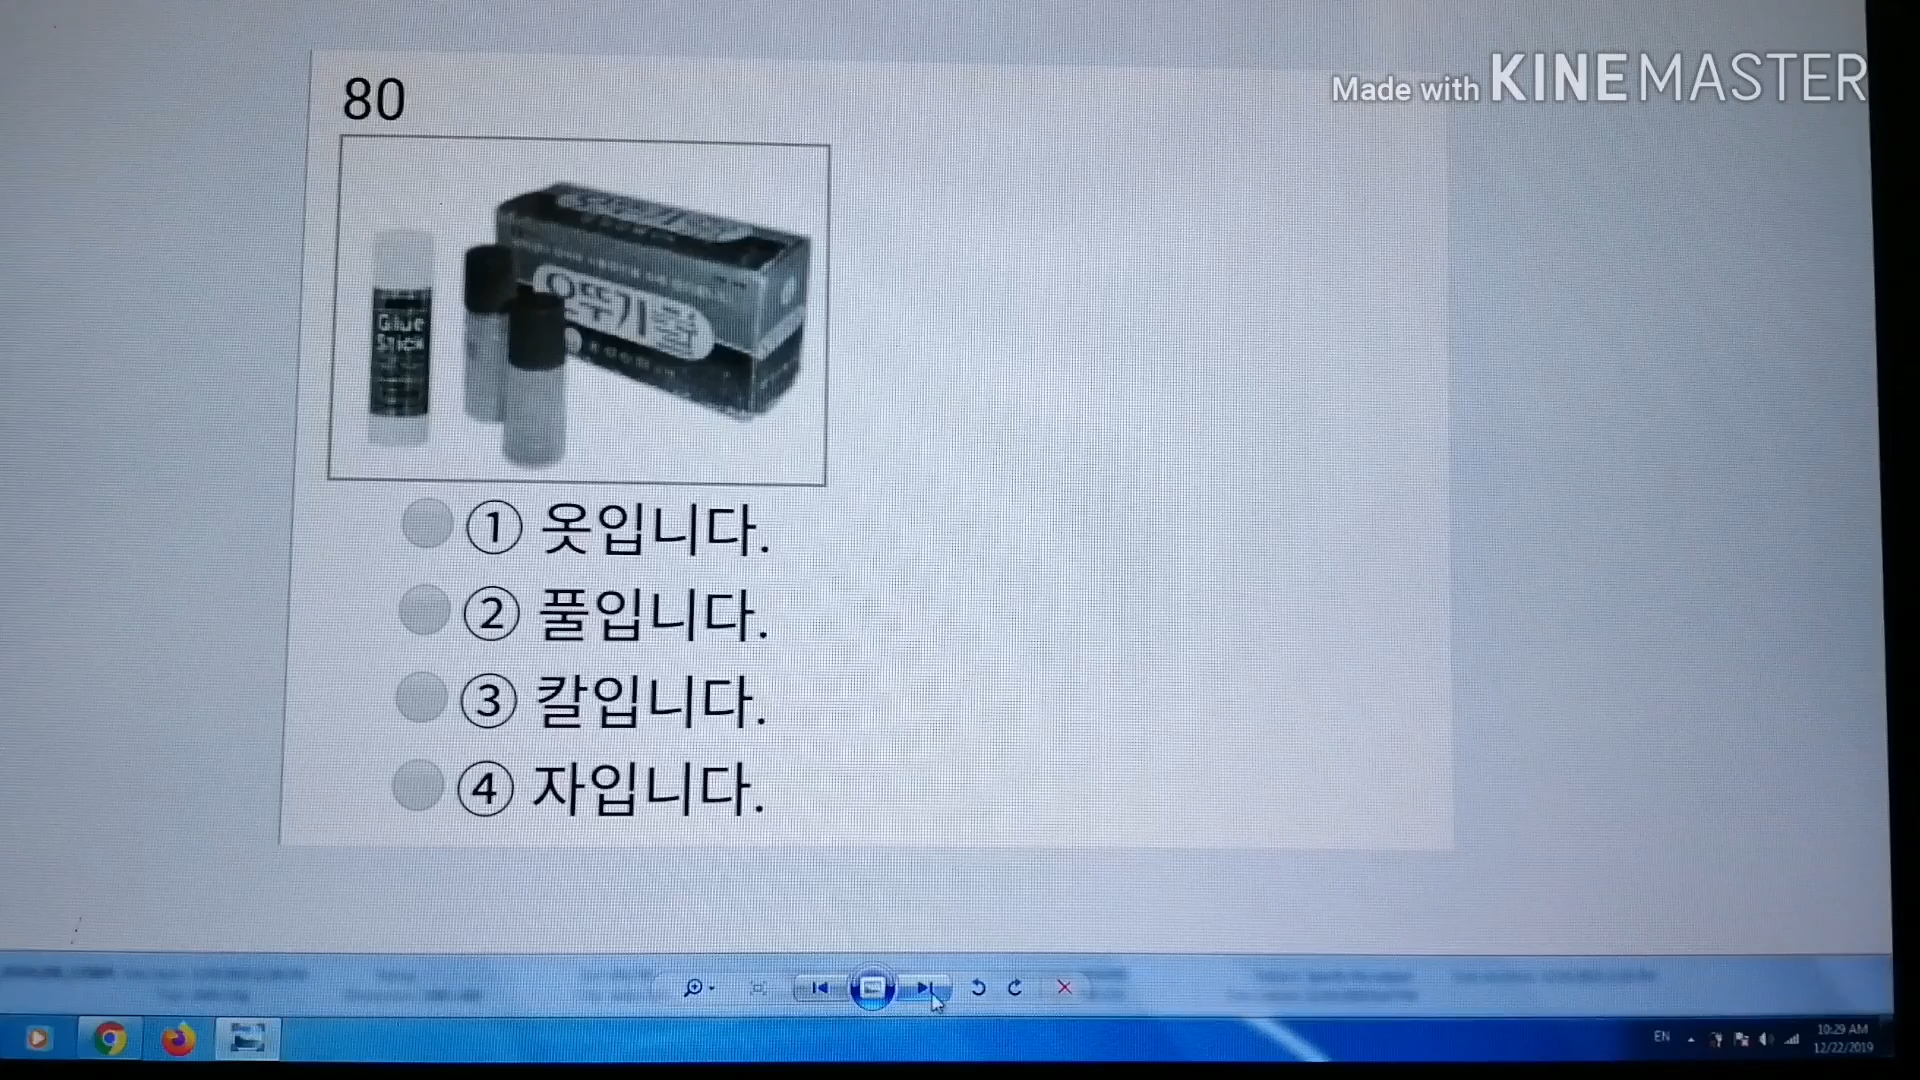 Made with KINEMASTER
80
Glue
Stick
오뚜기풀
① 옷입니다.
② 풀입니다.
③ 칼입니다.
④ 자입니다.
EN
10:29 AM
12/22/2019